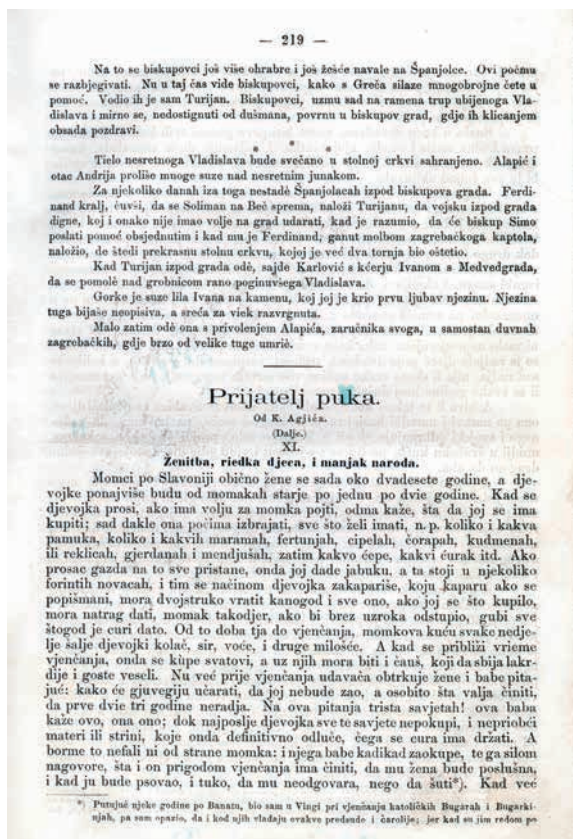 — 219 —
Na to se biskupovci još više ohrabre i još žešće navale na Španjolce. Ovi počmu
se razbjegivati. Nu u taj čas vide biskupovci, kako s Greča silaze mnogobrojne čete u
pomoć. Vodio ih je sam Turijan. Biskupovci, uzmu sad na ramena trup ubijenoga Vla-
dislava i mirno se, nedostignuti od dušmana, povrnu u biskupov grad, gdje ih klicanjem
obsada pozdravi.
* * *
Tielo nesretnoga Vladislava bude svečano u stolnoj crkvi sahranjeno. Alapić i
otac Andrija proliše mnoge suze nad nesretnim junakom.
Za njekoliko danah iza toga nestadè Španjolacah izpod biskupova grada. Ferdi-
nand kralj, čuvši, da se Soliman na Beč sprema, naloži Turijanu, da vojsku izpod grada
digne, koj i onako nije imao volje na grad udarati, kad je razumio, da će biskup Simo
poslati pomoć obsjednutim i kad mu je Ferdinand, ganut molbom zagrebačkoga kaptola,
naložio, de štedi prekrasnu stolnu crkvu, kojoj je već dva tornja bio oštetio.
Kad Turijan izpod grada odè, sajde Karlović s kćerju Ivanom s Medvedgrada,
da se pomolè nad grobnicom rano poginuvšega Vladislava.
Gorke je suze lila Ivana na kamenu, koj joj je krio prvu ljubav njezinu. Njezina
tuga bijaše neopisiva, a sreća za viek razvrgnuta.
Malo zatim odè ona s privolenjem Alapića, zaručnika svoga, u samostan duvnah
zagrebačkih, gdje brzo od velike tuge umriè.
Prijatelj puka.
Od K. Agjića.
(Dalje.)
XI.
Ženitba, riedka djeca, i manjak naroda.
Momci po Slavoniji obično žene se sada oko dvadesete godine, a dje-
vojke ponajviše budu od momakah starje po jednu po dvie godine. Kad se
djevojka prosi, ako ima volju za momka pojti, odma kaže, šta da joj se ima
kupiti; sad dakle ona počima izbrajati, sve što želi imati, n. p. koliko i kakva
pamuka, koliko i kakvih maramah, fertunjah, cipelah, čorapah, kudmenah,
ili reklicah, gjerdanah i mendjušah, zatim kakvo ćepe, kakvi ćurak itd. Ako
prosac gazda na to sve pristane, onda joj dade jabuku, a ta stoji u njekoliko
forintih novacah, i tim se načinom djevojka zakapariše, koju kaparu ako se
popišmani, mora dvojstruko vratit kanogod i sve ono, ako joj se što kupilo,
mora natrag dati, momak takodjer, ako bi brez uzroka odstupio, gubi sve
štogod je curi dato. Od to doba tja do vjenčanja, momkova kuću svake nedje-
lje šalje djevojki kolač, sir, voće, i druge milošće. A kad se približi vrieme
vjenčanja, onda se kùpe svatovi, a uz njih mora biti i čauš, koji da sbija lakr-
dije i goste veseli. Nu već prije vjenčanja udavača obtrkuje žene i babe pita-
juć: kako će gjuvegiju učarati, da joj nebude zao, a osobito šta valja činiti,
da prve dvie tri godine neradja. Na ova pitanja trista savjetah! ova baba
kaže ovo, ona ono; dok najposlje djevojka sve te savjete nepokupi, i nepriobći
materi ili strini, koje onda definitivno odluče, čega se cura ima držati. A
borme to nefali ni od strane momka: i njega babe kadikad zaokupe, te ga silom
nagovore, šta i on prigodom vjenčanja ima činiti, da mu žena bude poslušna,
i kad ju bude psovao, i tuko, da mu neodgovara, nego da šuti*). Kad već
*) Putujuć njeke godine po Banatu, bio sam u Vingi pri vjenčanju katoličkih Bugarah i Bugarki-
njah, pa sam opazio, da i kod njih vladaju ovakve predsude i čarolije; jer kad su jim redom po